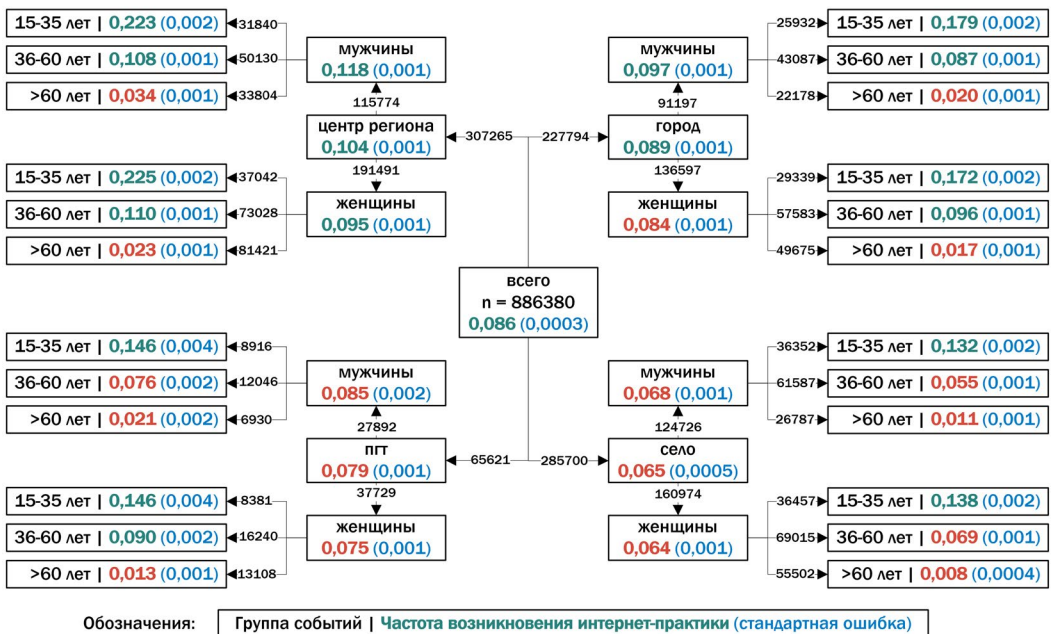 15-35 лет | 0,223 (0,002)
31840
36-60 лет | 0,108 (0,001)
50130
>60 лет | 0,034 (0,001)
33804
мужчины
0,118 (0,001)
115774
центр региона
0,104 (0,001)
307265
191491
15-35 лет | 0,225 (0,002)
37042
36-60 лет | 0,110 (0,001)
73028
>60 лет | 0,023 (0,001)
81421
женщины
0,095 (0,001)
мужчины
0,097 (0,001)
25932
15-35 лет | 0,179 (0,002)
43087
36-60 лет | 0,087 (0,001)
22178
>60 лет | 0,020 (0,001)
91197
227794
город
0,089 (0,001)
136597
женщины
0,084 (0,001)
29339
15-35 лет | 0,172 (0,002)
57583
36-60 лет | 0,096 (0,001)
49675
>60 лет | 0,017 (0,001)
всего
n = 886380
0,086 (0,0003)
15-35 лет | 0,146 (0,004)
8916
36-60 лет | 0,076 (0,002)
12046
>60 лет | 0,021 (0,002)
6930
мужчины
0,085 (0,002)
27892
пгт
0,079 (0,001)
65621
37729
15-35 лет | 0,146 (0,004)
8381
36-60 лет | 0,090 (0,002)
16240
>60 лет | 0,013 (0,001)
13108
женщины
0,075 (0,001)
мужчины
0,068 (0,001)
36352
15-35 лет | 0,132 (0,002)
61587
36-60 лет | 0,055 (0,001)
26787
>60 лет | 0,011 (0,001)
124726
285700
село
0,065 (0,0005)
160974
женщины
0,064 (0,001)
36457
15-35 лет | 0,138 (0,002)
69015
36-60 лет | 0,069 (0,001)
55502
>60 лет | 0,008 (0,0004)
Обозначения: Группа событий | Частота возникновения интернет-практики (стандартная ошибка)